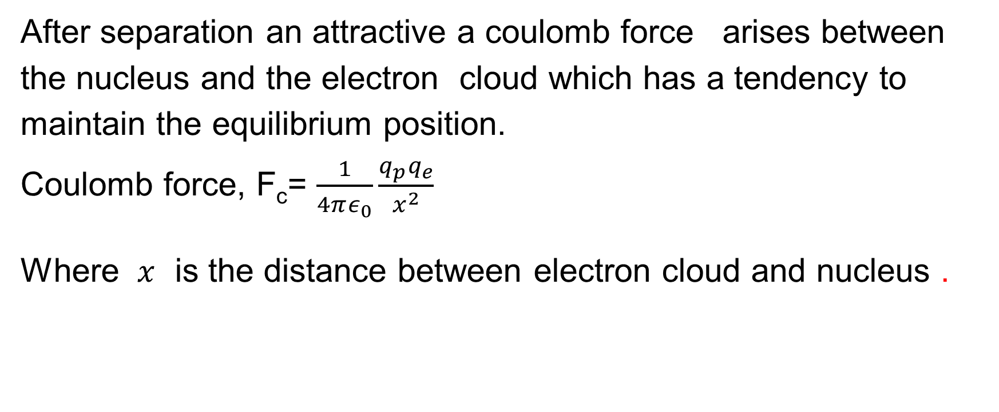 After separation an attractive a coulomb force arises between
the nucleus and the electron cloud which has a tendency to
maintain the equilibrium position.
Coulomb force, F_c= \frac{1}{4\pi\epsilon_0} \frac{q_p q_e}{x^2}
Where x is the distance between electron cloud and nucleus .